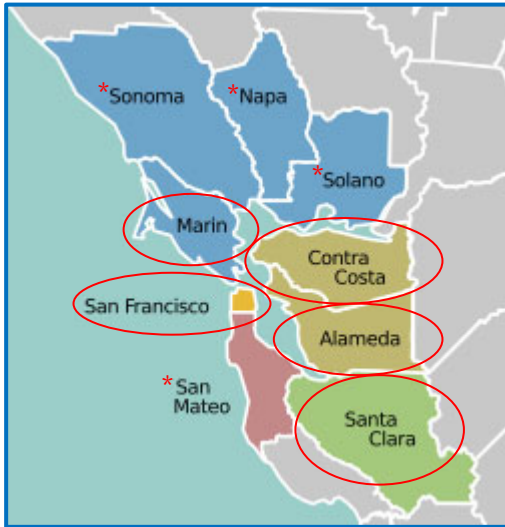 *Sonoma
*Napa
*Solano
Marin
Contra
Costa
San Francisco
Alameda
*San
Mateo
Santa
Clara